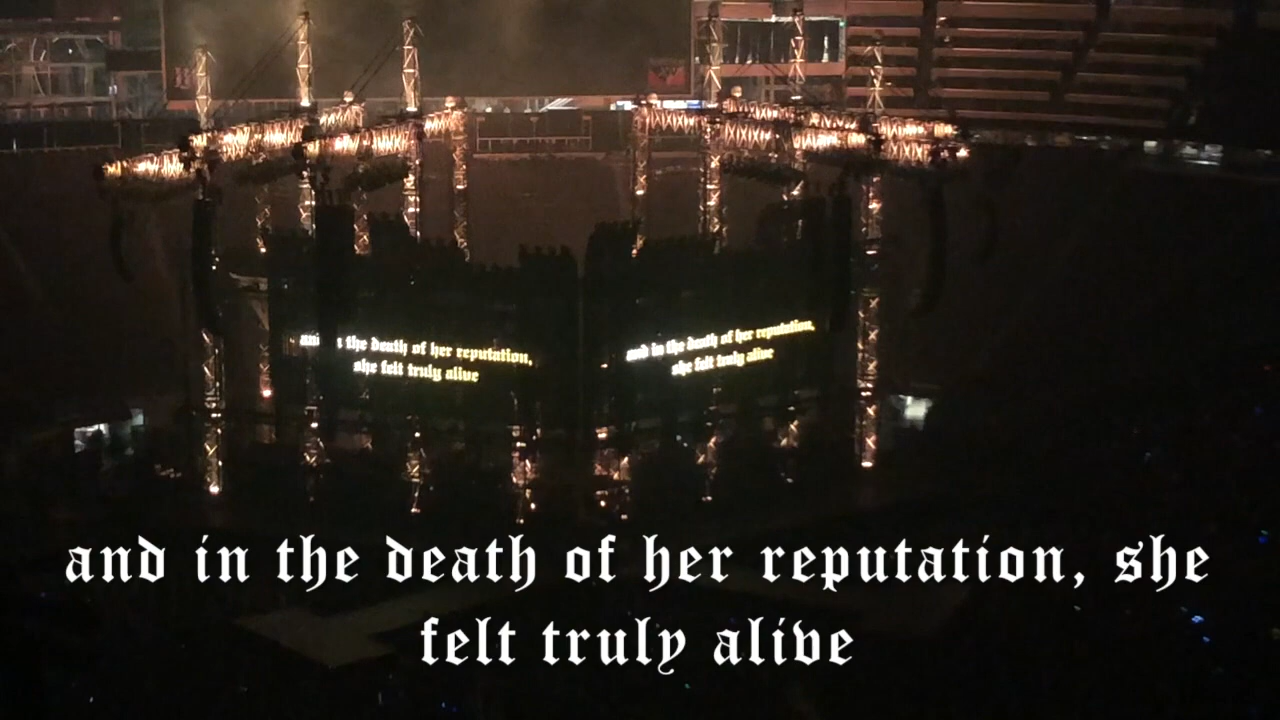 and in the death of her reputation,
she felt truly alive
and in the death of her reputation,
she felt truly alive
and in the death of her reputation, she
felt truly alive